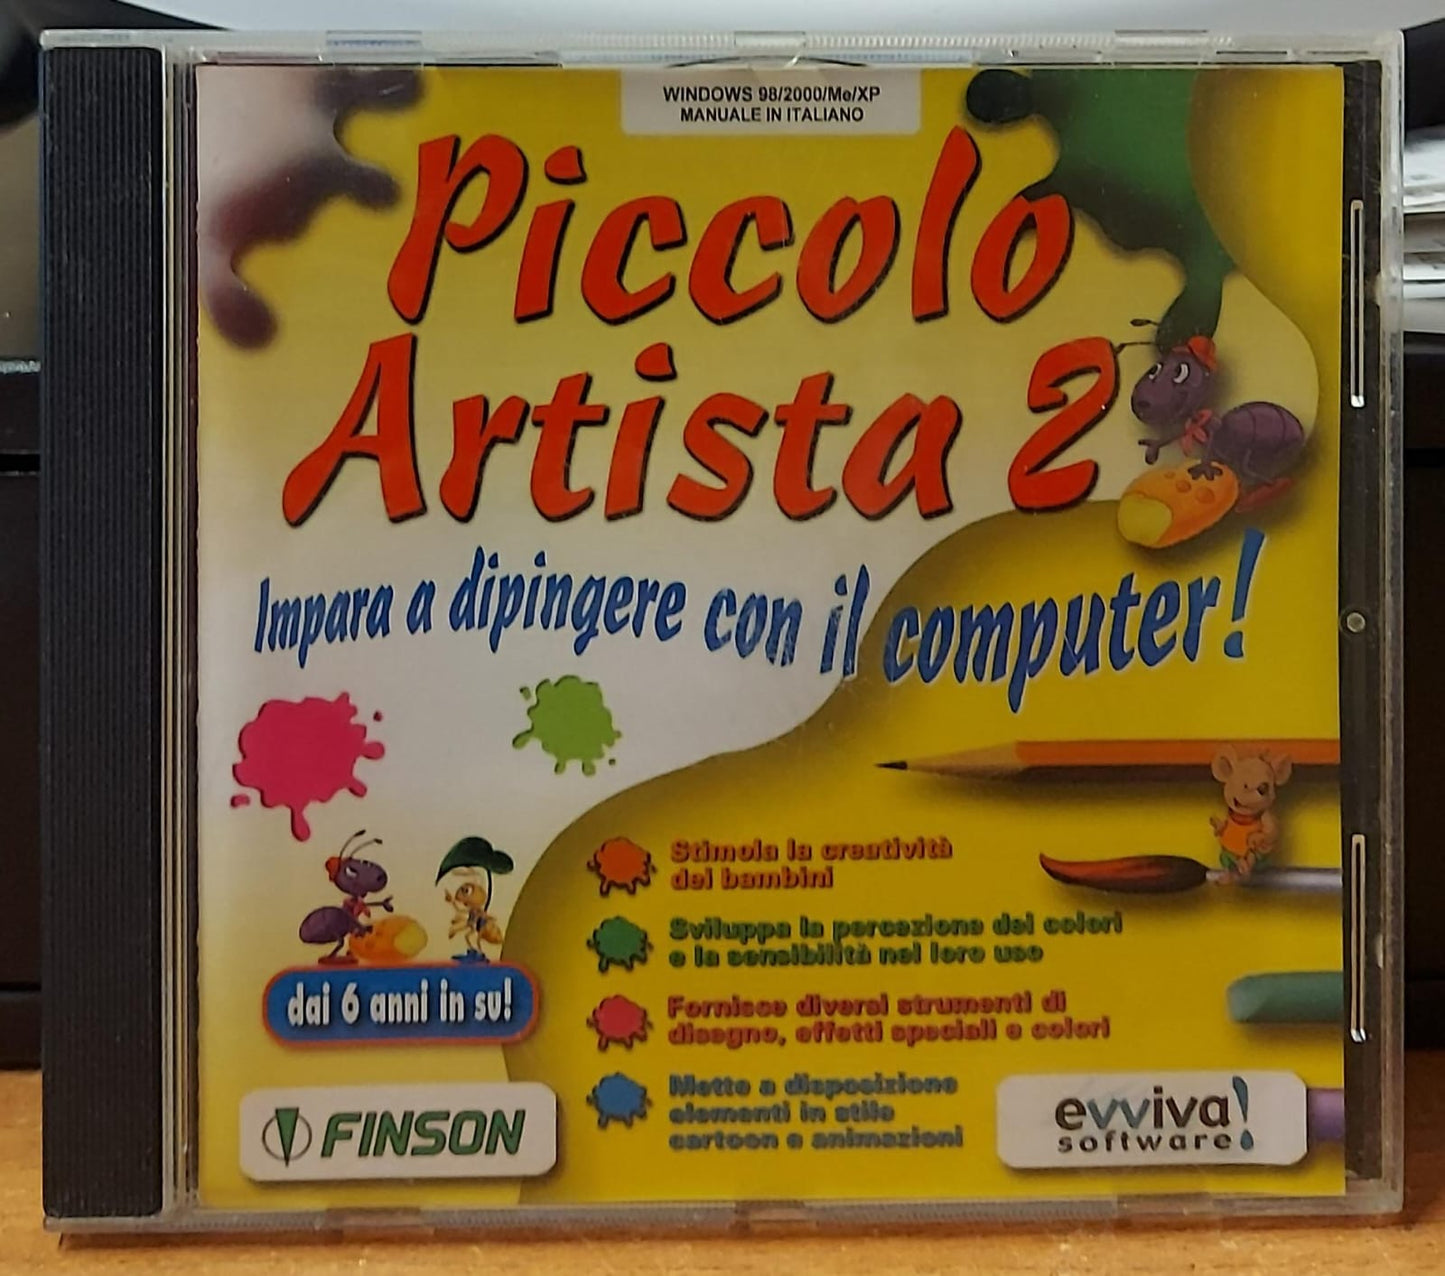 WINDOWS 98/2000/Me/XP
MANUALE IN ITALIANO
Piccolo
Artista 2
Impara a dipingere con il computer!
Stimola la creatività
dei bambini
Sviluppa la percezione dei colori
e la sensibilità nel loro uso
Fornisce diversi strumenti di
disegno, effetti speciali e colori
Mette a disposizione
elementi in stile
cartoon e animazioni
dai 6 anni in su!
FINSON
evviva!
software